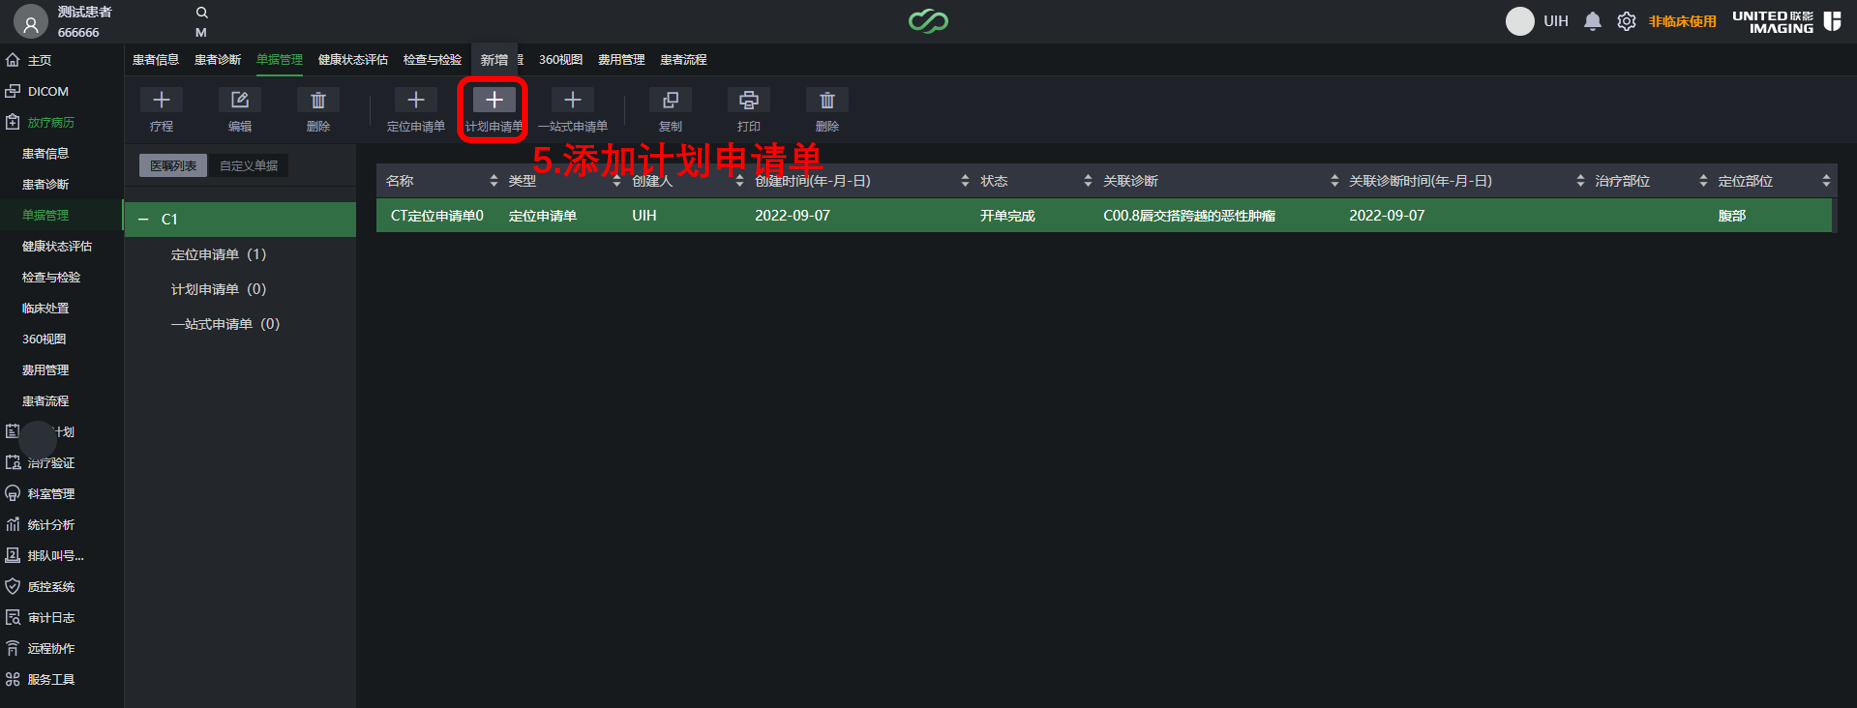 测试患者
666666 M
UIH 非临床使用 UNITED 联影 IMAGING
主页
DICOM
放疗病历
患者信息
患者诊断
单据管理
健康状态评估
检查与检验
临床处置
360视图
费用管理
患者流程
计划
治疗验证
科室管理
统计分析
排队叫号...
质控系统
审计日志
远程协作
服务工具
患者信息 患者诊断 单据管理 健康状态评估 检查与检验 新增 置 360视图 费用管理 患者流程
疗程 编辑 删除 定位申请单 计划申请单 一站式申请单 复制 打印 删除
5.添加计划申请单
医嘱列表 自定义单据
C1
定位申请单（1）
计划申请单（0）
一站式申请单（0）
名称 类型 创建人 创建时间(年-月-日) 状态 关联诊断 关联诊断时间(年-月-日) 治疗部位 定位部位
CT定位申请单0 定位申请单 UIH 2022-09-07 开单完成 C00.8唇交搭跨越的恶性肿瘤 2022-09-07 腹部